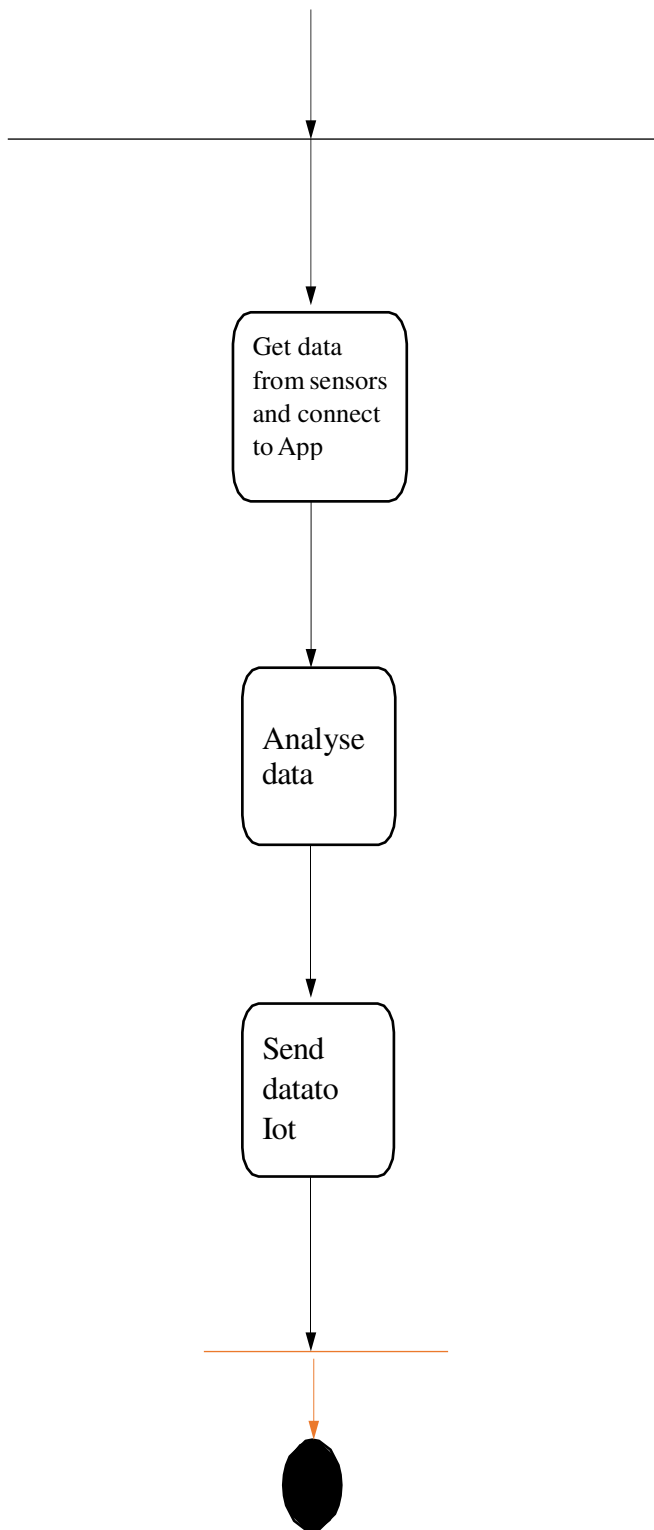 Get data
from sensors
and connect
to App
Analyse
data
Send
datato
Iot